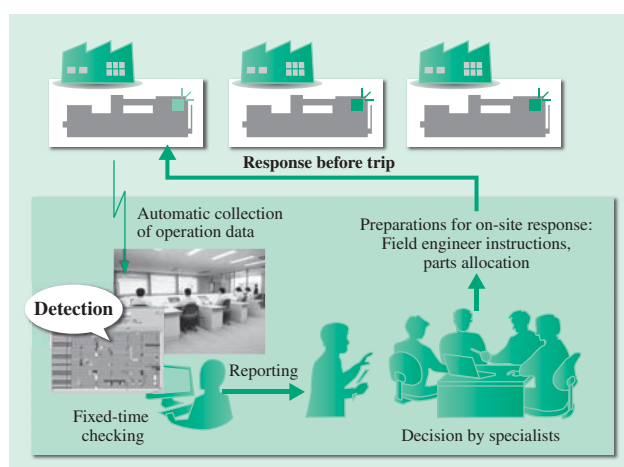 Response before trip
Automatic collection
of operation data
Preparations for on-site response:
Field engineer instructions,
parts allocation
Detection
Reporting
Fixed-time
checking
Decision by specialists